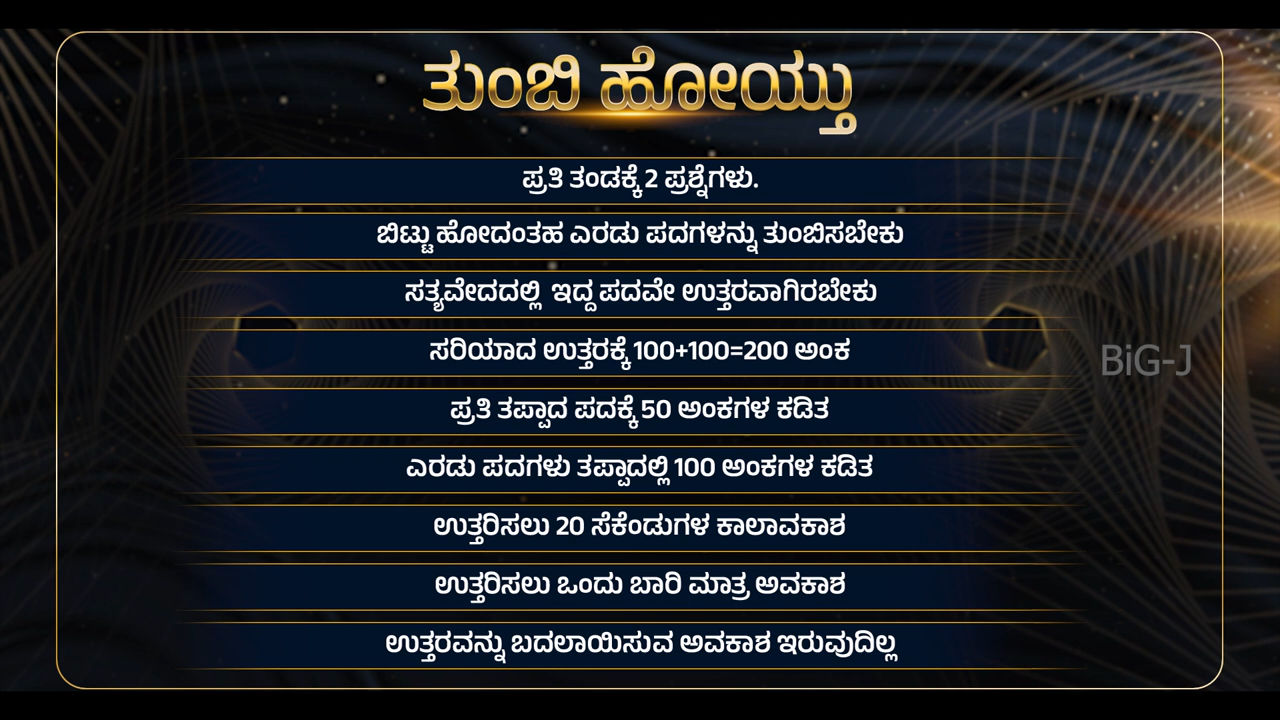 ತುಂಬಿ ಹೋಯ್ತು
ಪ್ರತಿ ತಂಡಕ್ಕೆ 2 ಪ್ರಶ್ನೆಗಳು.
ಬಿಟ್ಟು ಹೋದಂತಹ ಎರಡು ಪದಗಳನ್ನು ತುಂಬಿಸಬೇಕು
ಸತ್ಯವೇದದಲ್ಲಿ ಇದ್ದ ಪದವೇ ಉತ್ತರವಾಗಿರಬೇಕು
ಸರಿಯಾದ ಉತ್ತರಕ್ಕೆ 100+100=200 ಅಂಕ
BiG-J
ಪ್ರತಿ ತಪ್ಪಾದ ಪದಕ್ಕೆ 50 ಅಂಕಗಳ ಕಡಿತ
ಎರಡು ಪದಗಳು ತಪ್ಪಾದಲ್ಲಿ 100 ಅಂಕಗಳ ಕಡಿತ
ಉತ್ತರಿಸಲು 20 ಸೆಕೆಂಡುಗಳ ಕಾಲಾವಕಾಶ
ಉತ್ತರಿಸಲು ಒಂದು ಬಾರಿ ಮಾತ್ರ ಅವಕಾಶ
ಉತ್ತರವನ್ನು ಬದಲಾಯಿಸುವ ಅವಕಾಶ ಇರುವುದಿಲ್ಲ